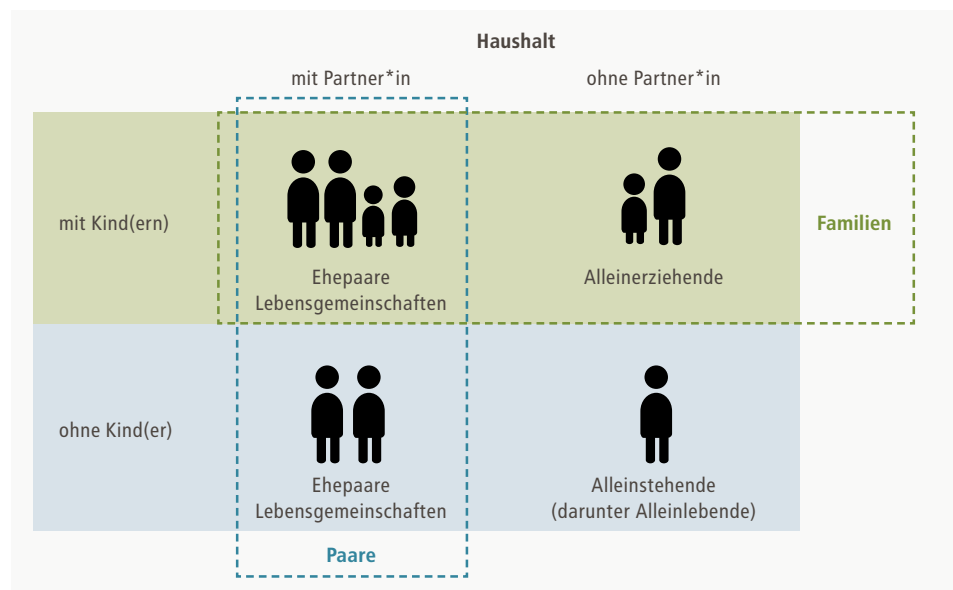 Haushalt
mit Partner*in
ohne Partner*in
mit Kind(ern)
Ehepaare
Lebensgemeinschaften
Alleinerziehende
Familien
ohne Kind(er)
Ehepaare
Lebensgemeinschaften
Alleinstehende
(darunter Alleinlebende)
Paare